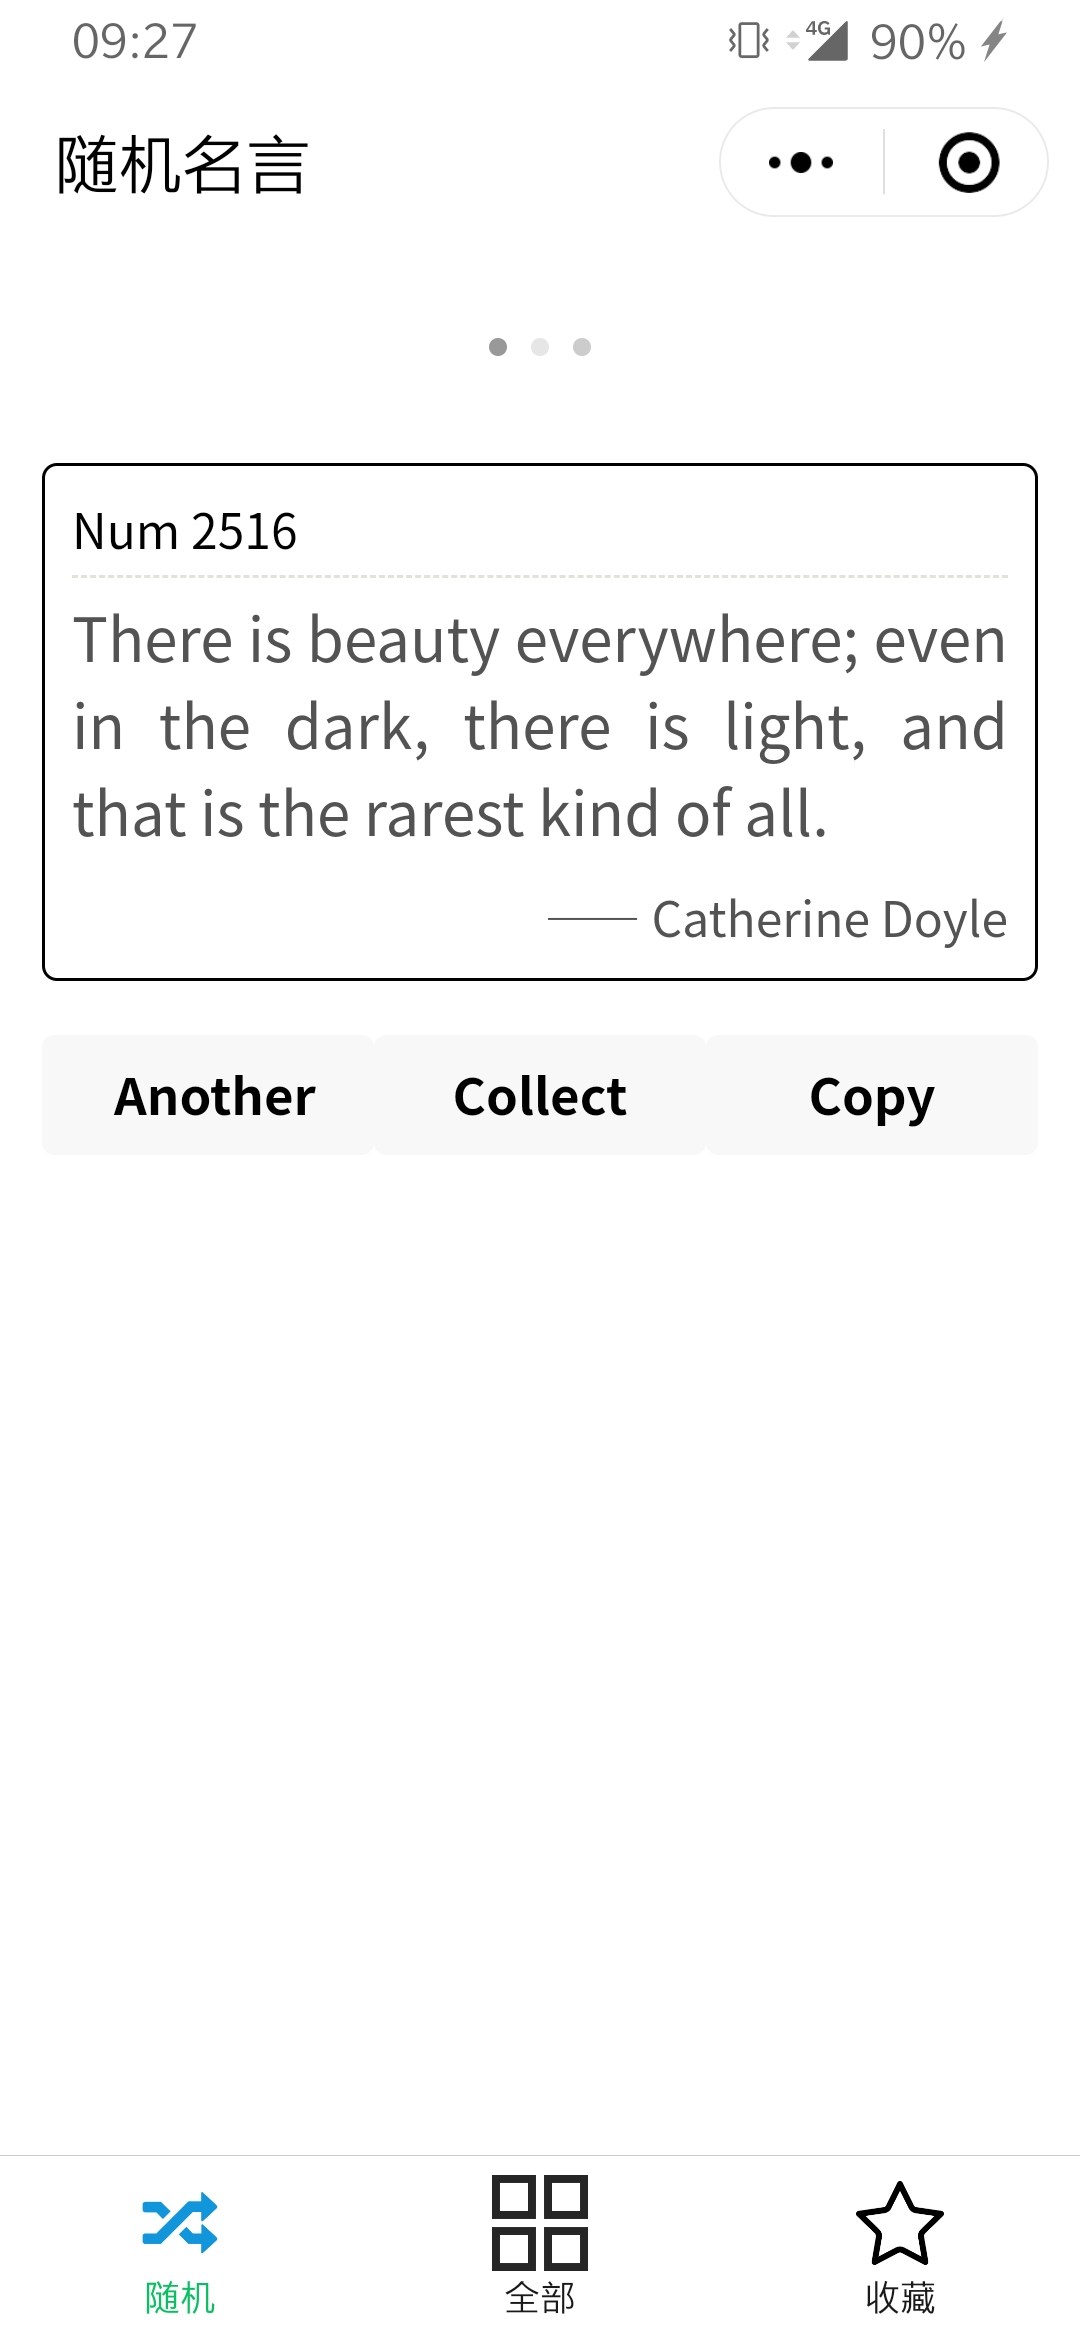 09:27
4G 90%
随机名言
Num 2516
There is beauty everywhere; even
in the dark, there is light, and
that is the rarest kind of all.
—— Catherine Doyle
Another Collect Copy
随机 全部 收藏